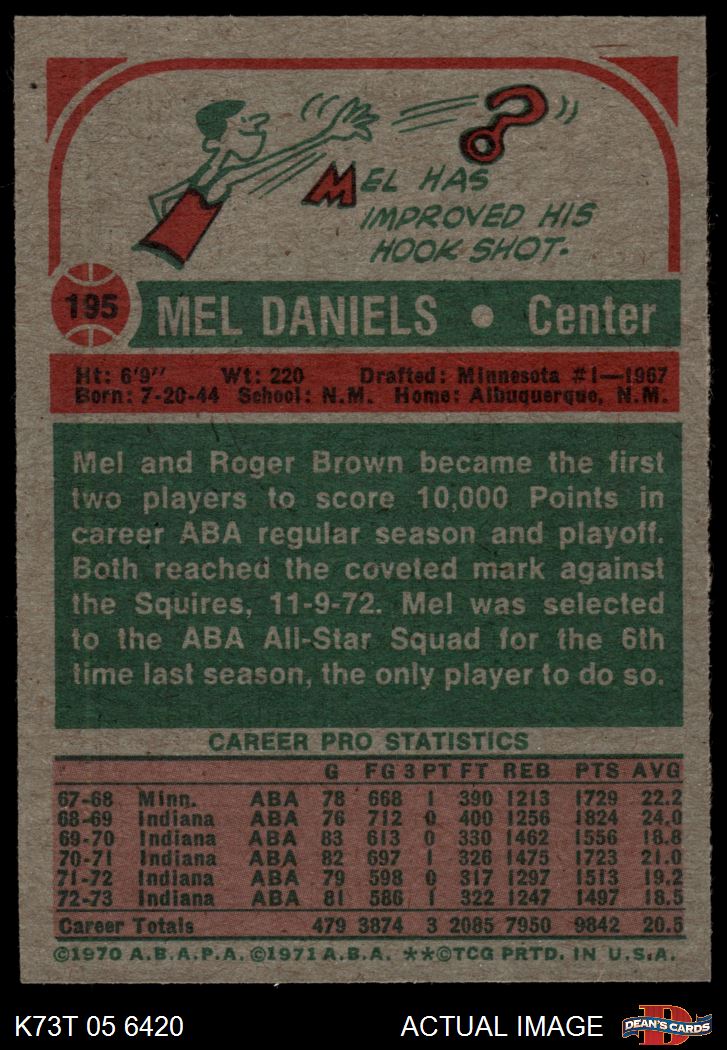 MEL HAS
IMPROVED HIS
HOOK SHOT.
195 MEL DANIELS • Center
Ht: 6'9" Wt: 220 Drafted: Minnesota #1—1967
Born: 7-20-44 School: N.M. Home: Albuquerque, N.M.
Mel and Roger Brown became the first
two players to score 10,000 Points in
career ABA regular season and playoff.
Both reached the coveted mark against
the Squires, 11-9-72. Mel was selected
to the ABA All-Star Squad for the 6th
time last season, the only player to do so.
CAREER PRO STATISTICS
G FG 3 PT FT REB PTS AVG
67-68 Minn. ABA 78 668 1 390 1213 1729 22.2
68-69 Indiana ABA 76 712 0 400 1256 1824 24.0
69-70 Indiana ABA 83 613 0 330 1462 1556 18.8
70-71 Indiana ABA 82 697 1 326 1475 1723 21.0
71-72 Indiana ABA 79 598 0 317 1297 1513 19.2
72-73 Indiana ABA 81 586 1 322 1247 1497 18.5
Career Totals 479 3874 3 2085 7950 9842 20.5
©1970 A.B.A.P.A. ©1971 A.B.A. **©TCG PRTD. IN U.S.A.
K73T 05 6420 ACTUAL IMAGE DEAN'S CARDS